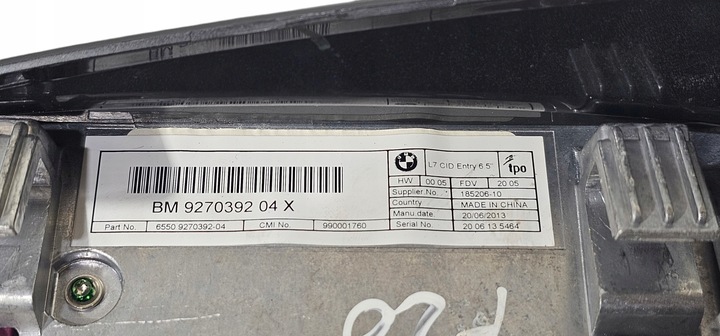 BM 9270392 04 X
Part No. 6550 9270392-04 CMI No. 990001760
L7 CID Entry 6.5" tpo
HW 00 05 FDV 20 05
Supplier No. 185206-10
Country MADE IN CHINA
Manu.date 20/06/2013
Serial No. 20 06 13 5464